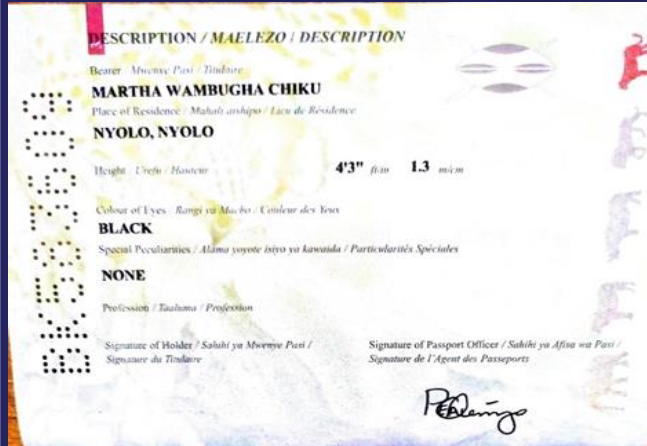 DESCRIPTION / MAELEZO / DESCRIPTION
Bearer / Mwenye Pasi / Titulaire
MARTHA WAMBUGHA CHIKU
Place of Residence / Mahali aishipo / Lieu de Résidence
NYOLO, NYOLO
Height / Urefu / Hauteur 4'3" ft/in 1.3 m/cm
Colour of Eyes / Rangi ya Macho / Couleur des Yeux
BLACK
Special Peculiarities / Alama yoyote isiyo ya kawaida / Particularités Spéciales
NONE
Profession / Taaluma / Profession
Signature of Holder / Sahihi ya Mwenye Pasi /
Signature du Titulaire
Signature of Passport Officer / Sahihi ya Afisa wa Pasi /
Signature de l'Agent des Passeports